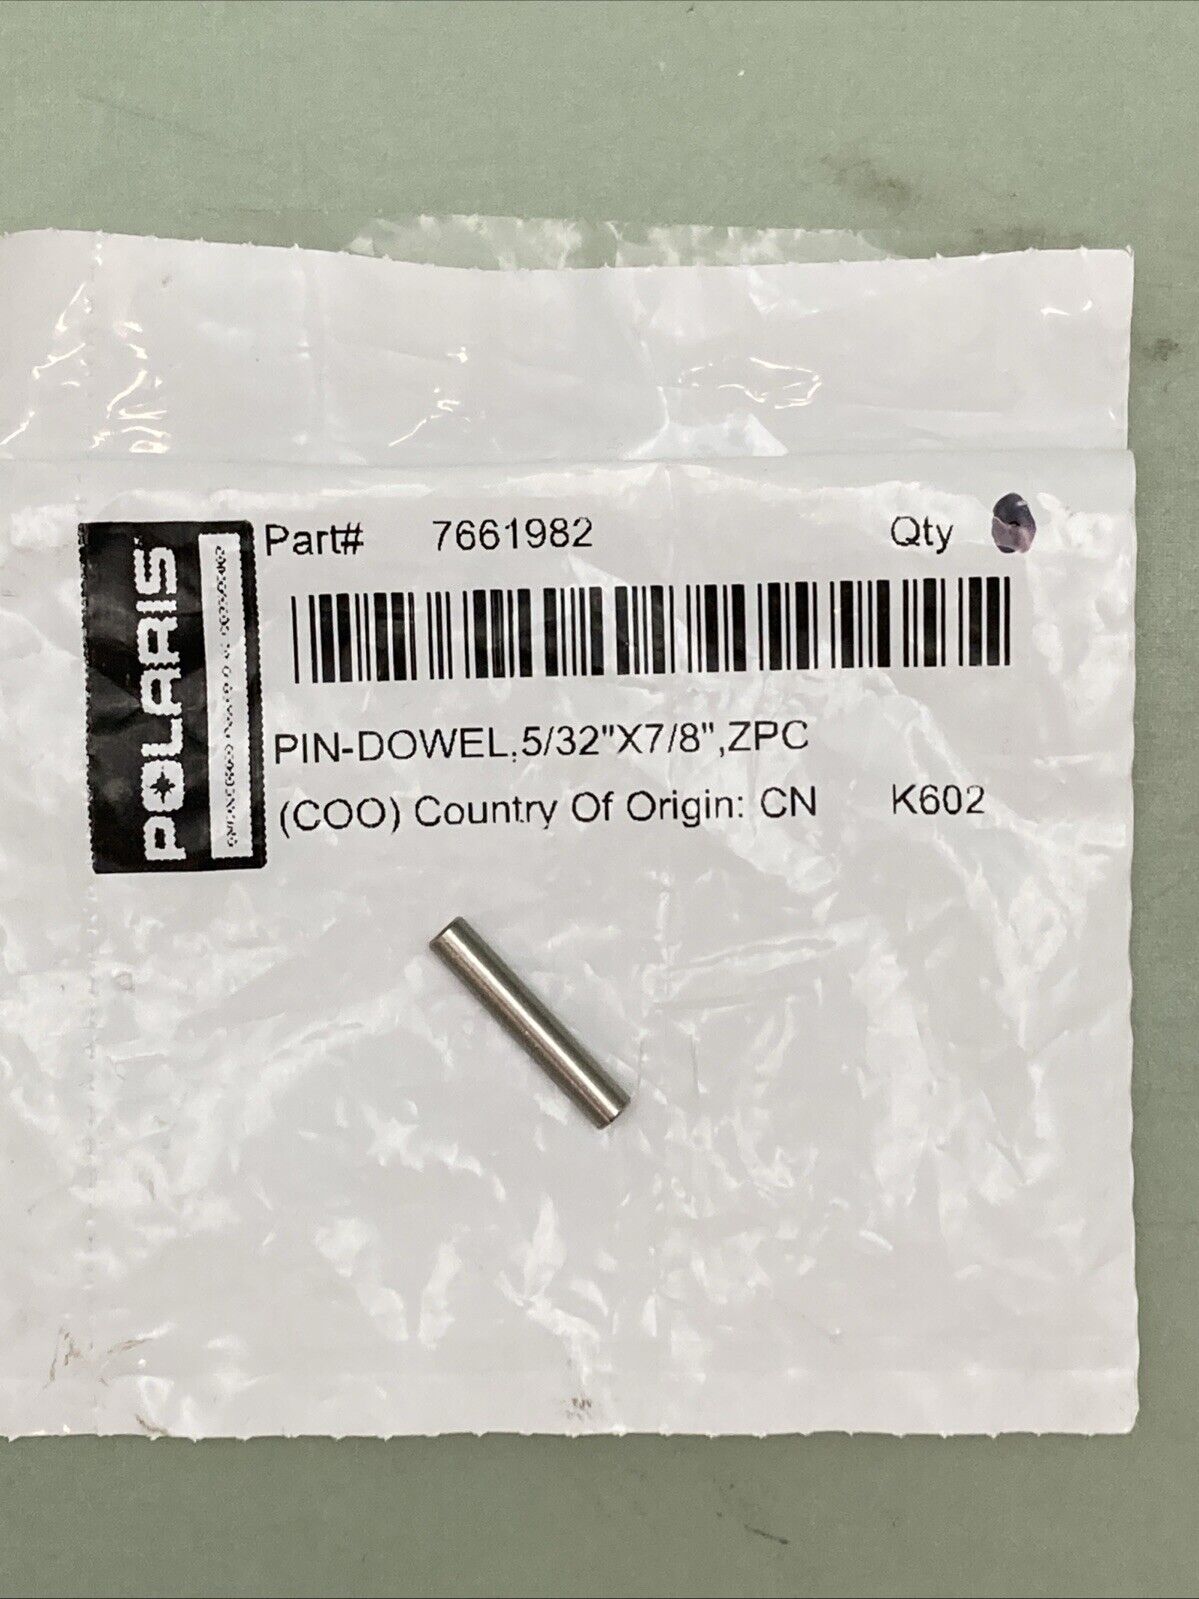 POLARIS
Part# 7661982 Qty
PIN-DOWEL,5/32"X7/8",ZPC
(COO) Country Of Origin: CN K602